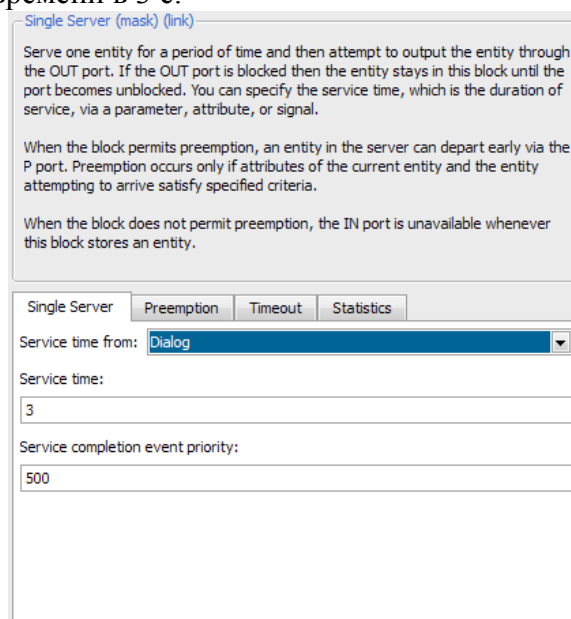 времени в 3 с.
Single Server (mask) (link)
Serve one entity for a period of time and then attempt to output the entity through
the OUT port. If the OUT port is blocked then the entity stays in this block until the
port becomes unblocked. You can specify the service time, which is the duration of
service, via a parameter, attribute, or signal.
When the block permits preemption, an entity in the server can depart early via the
P port. Preemption occurs only if attributes of the current entity and the entity
attempting to arrive satisfy specified criteria.
When the block does not permit preemption, the IN port is unavailable whenever
this block stores an entity.
Single Server Preemption Timeout Statistics
Service time from: Dialog
Service time:
3
Service completion event priority:
500